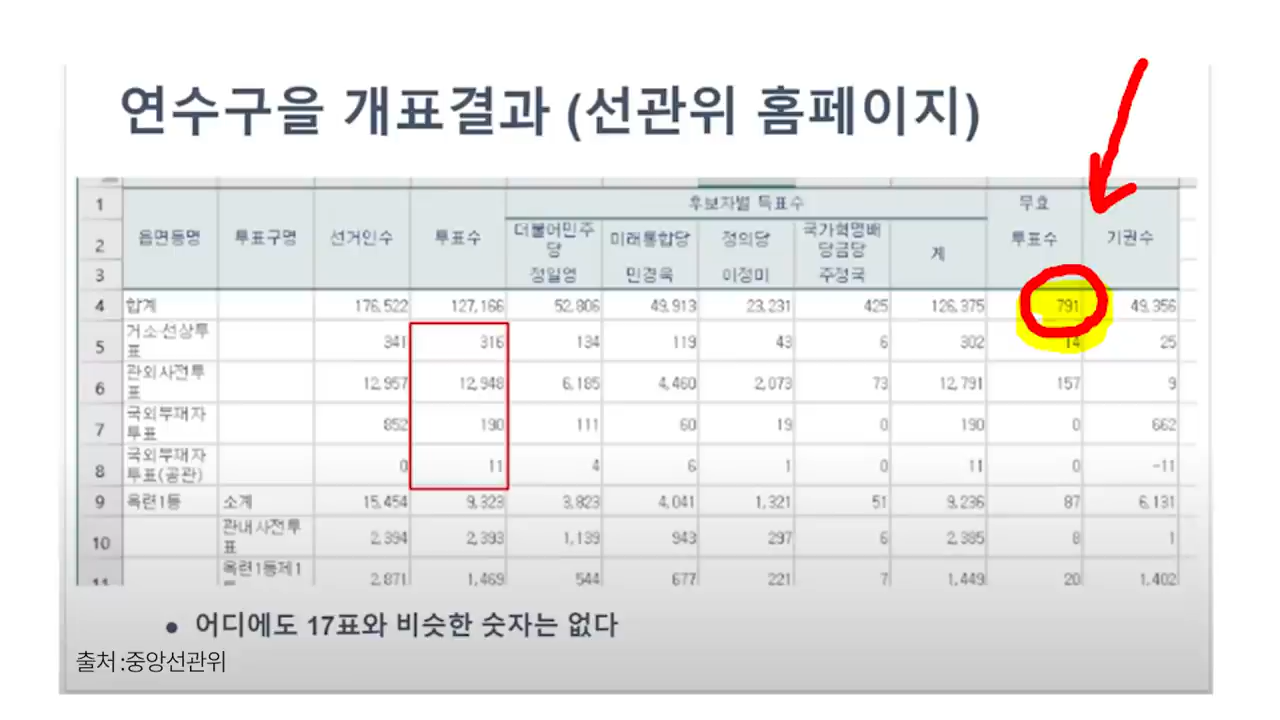 연수구을 개표결과 (선관위 홈페이지)
1 후보자별 득표수 무효
2 읍면동명 투표구명 선거인수 투표수 더불어민주당 미래통합당 정의당 국가혁명배당금당 계 투표수 기권수
3 정일영 민경욱 이정미 주정국
4 합계 176,522 127,166 52,806 49,913 23,231 425 126,375 791 49,356
5 거소·선상투표 341 316 134 119 43 6 302 14 25
6 관외사전투표 12,957 12,948 6,185 4,460 2,073 73 12,791 157 9
7 국외부재자투표 852 190 111 60 19 0 190 0 662
8 국외부재자투표(공관) 0 11 4 6 1 0 11 0 -11
9 옥련1동 소계 15,454 9,323 3,823 4,041 1,321 51 9,236 87 6,131
10 관내사전투표 2,394 2,393 1,139 943 297 6 2,385 8 1
11 옥련1동제1 2,871 1,469 544 677 221 7 1,449 20 1,402
• 어디에도 17표와 비슷한 숫자는 없다
출처 :중앙선관위